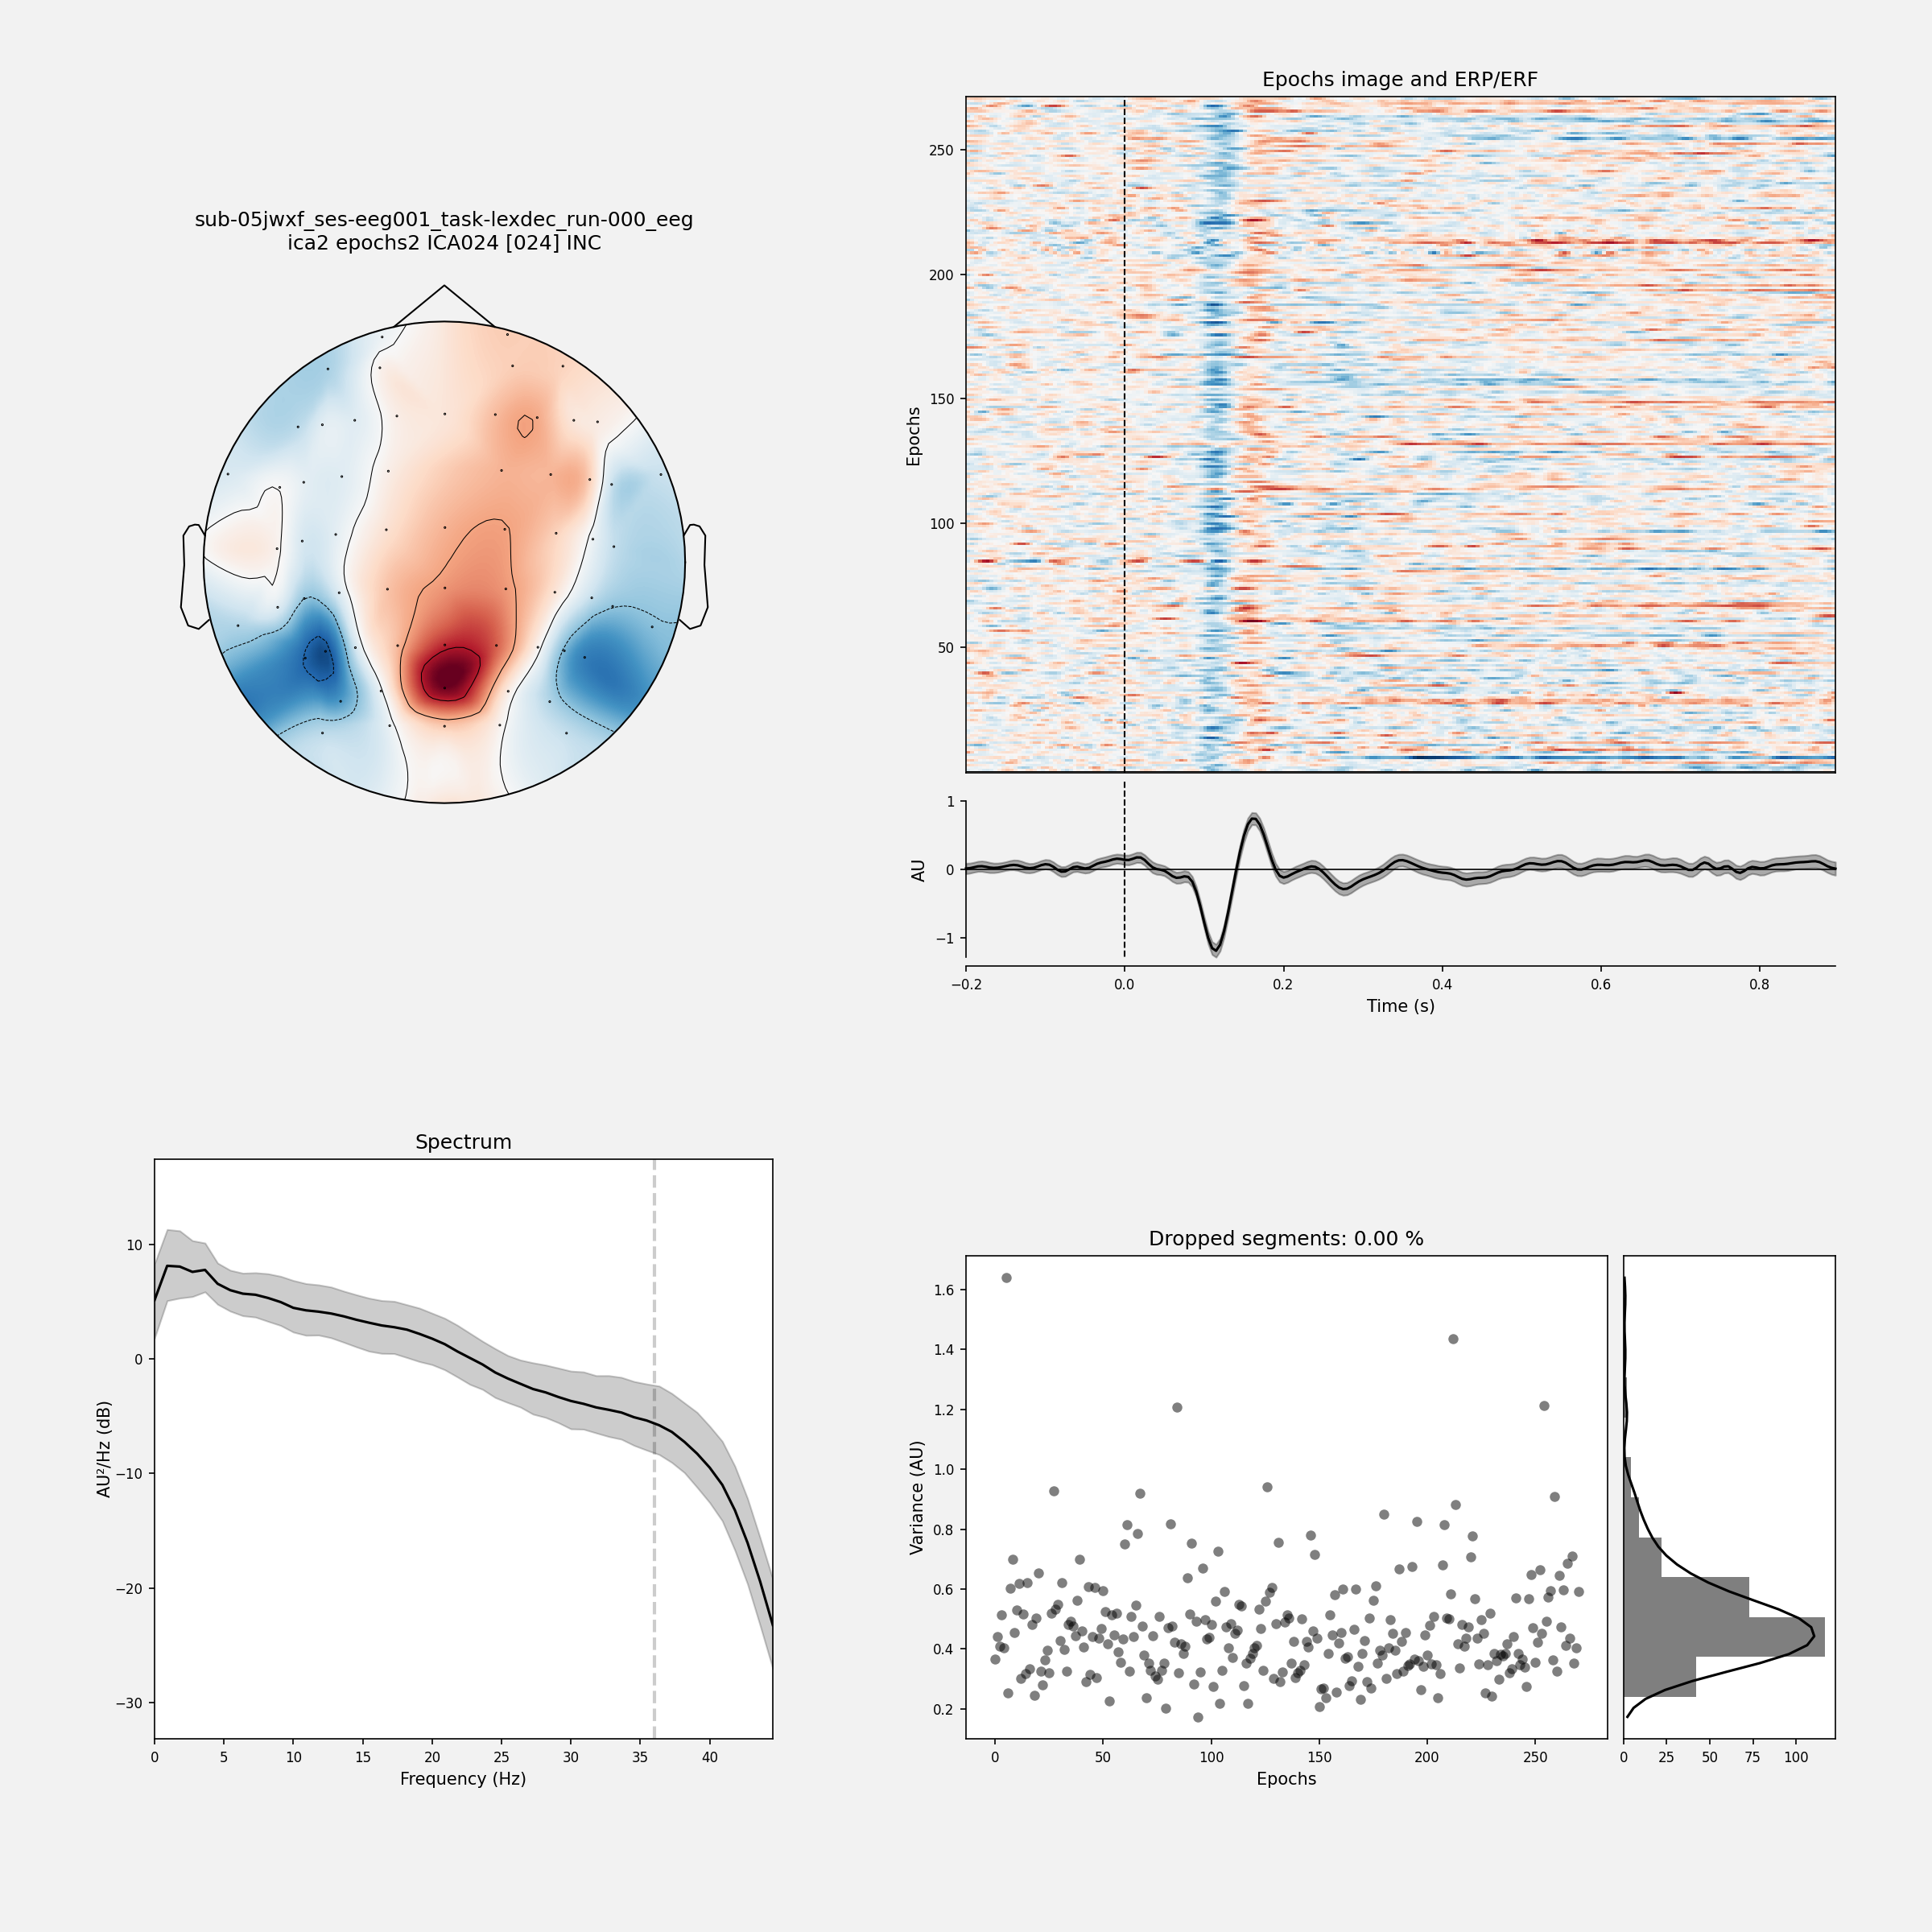 sub-05jwxf_ses-eeg001_task-lexdec_run-000_eeg
ica2 epochs2 ICA024 [024] INC
Epochs image and ERP/ERF
250
200
150
100
50
Epochs
1
0
−1
AU
−0.2 0.0 0.2 0.4 0.6 0.8
Time (s)
Spectrum
10
0
−10
−20
−30
AU²/Hz (dB)
0 5 10 15 20 25 30 35 40
Frequency (Hz)
Dropped segments: 0.00 %
1.6
1.4
1.2
1.0
0.8
0.6
0.4
0.2
Variance (AU)
0 50 100 150 200 250
Epochs
0 25 50 75 100